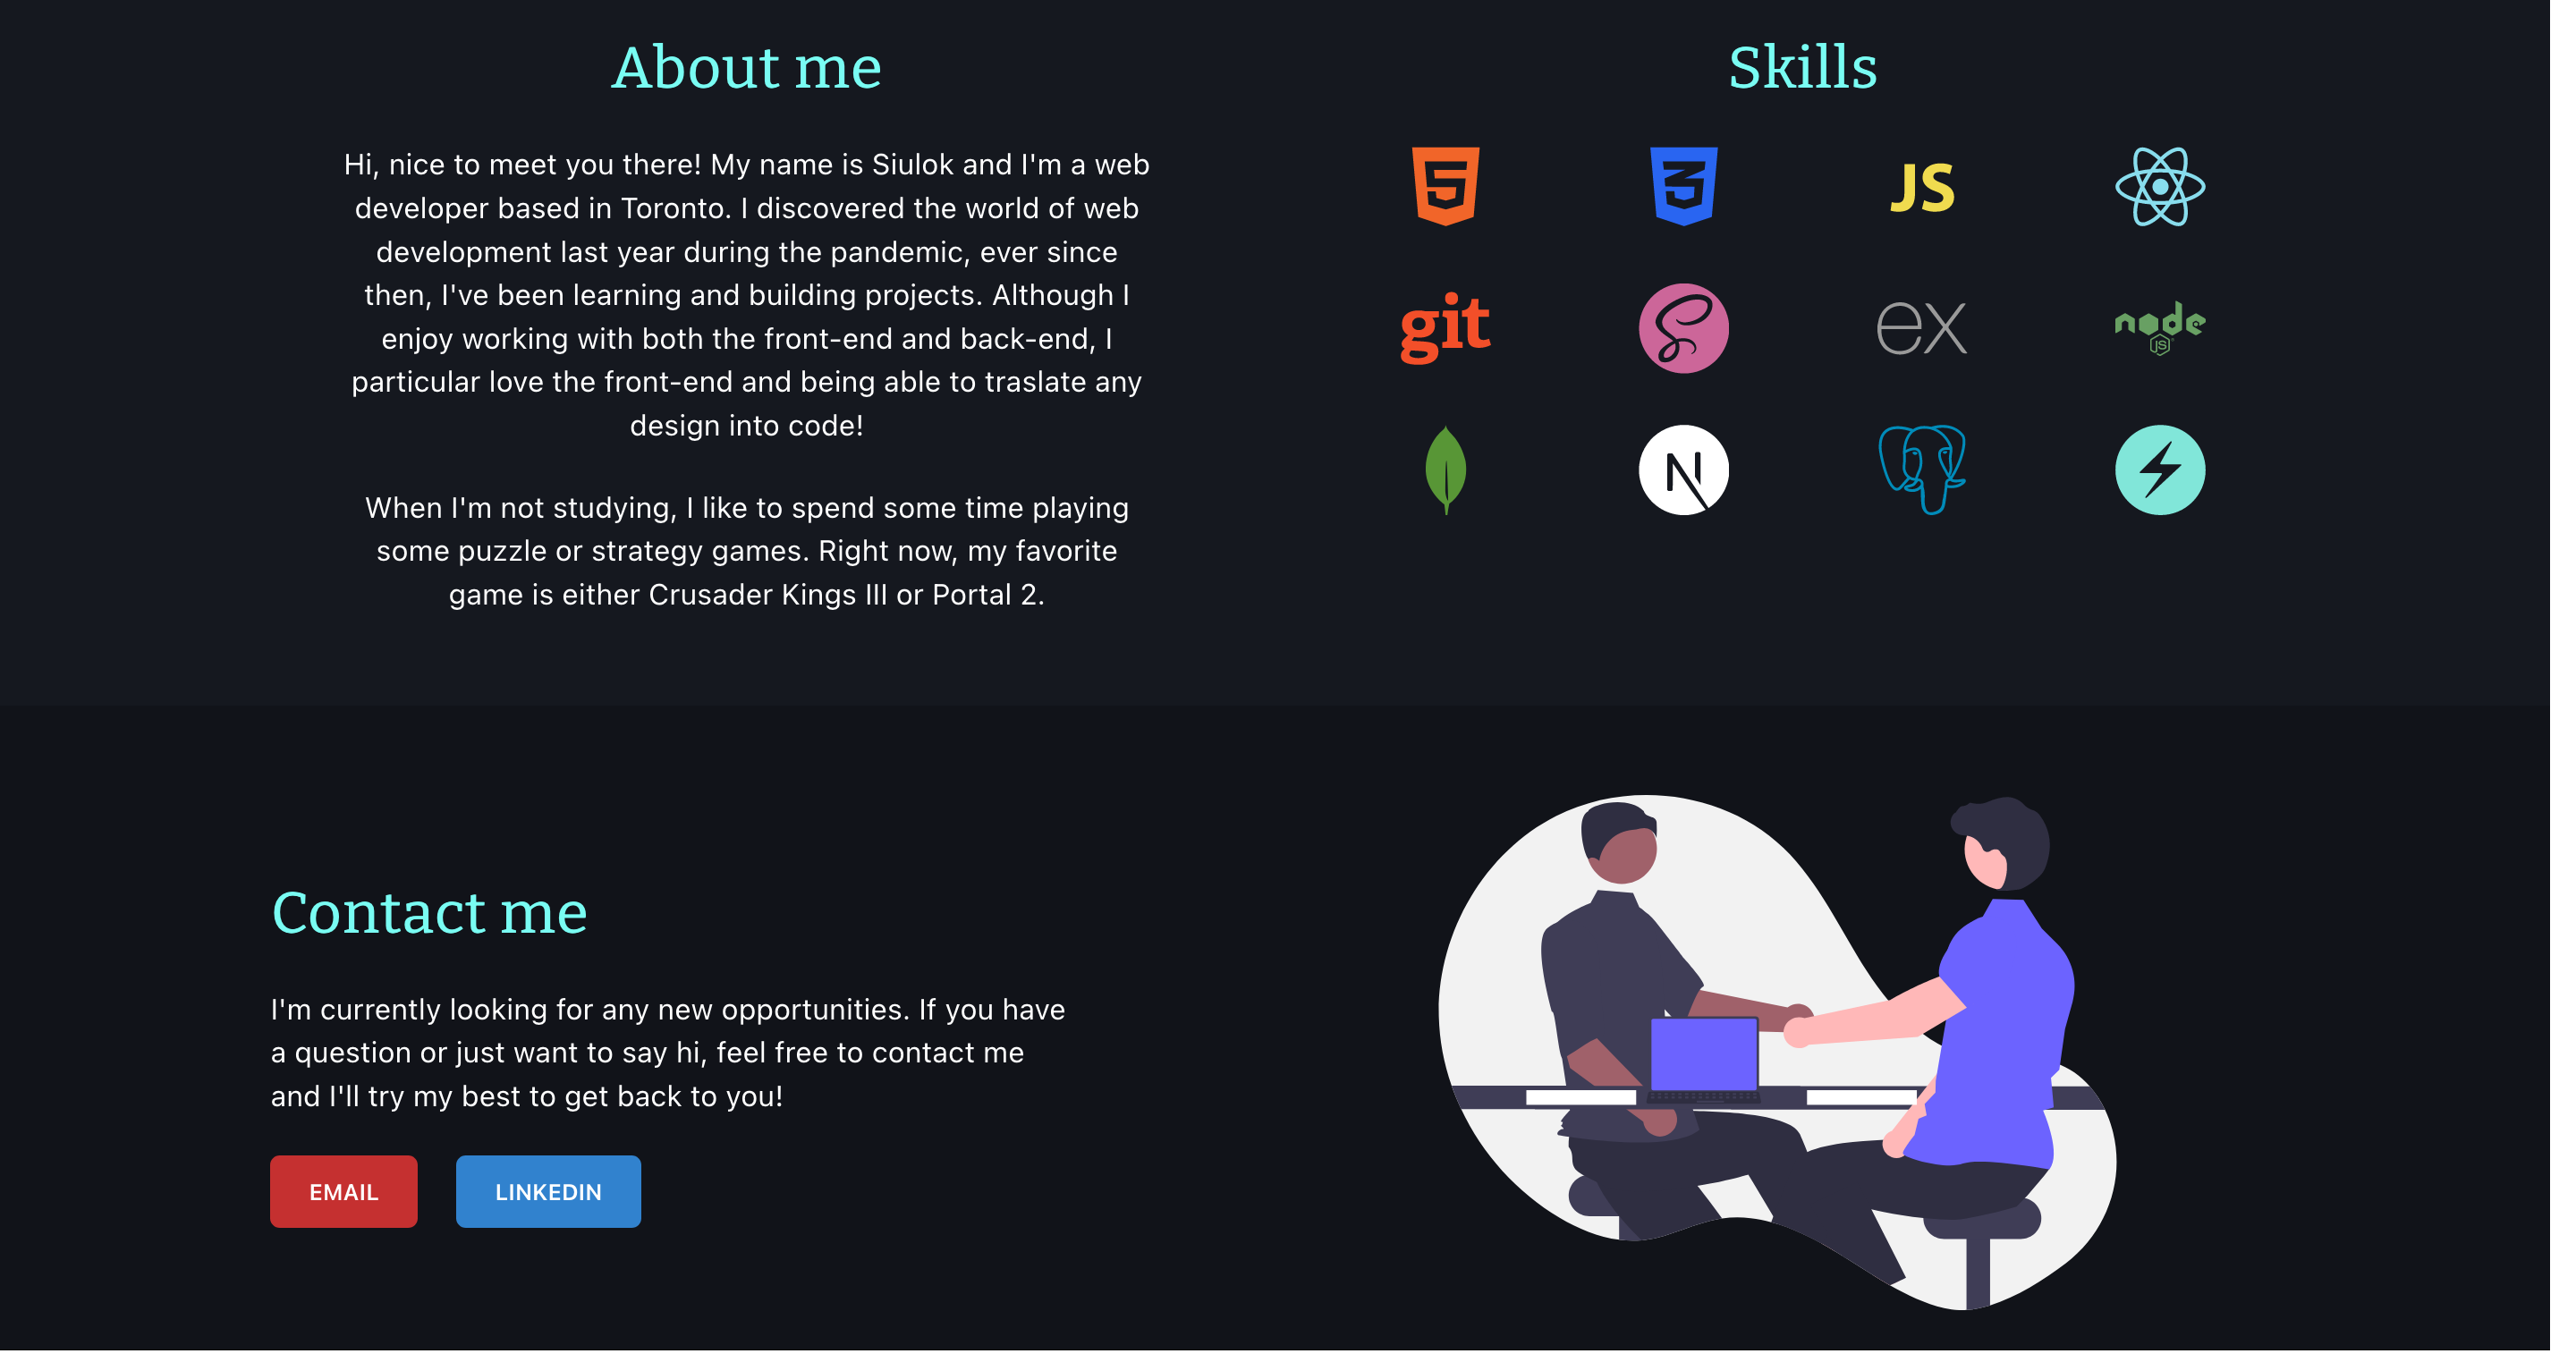 About me
Hi, nice to meet you there! My name is Siulok and I'm a web
developer based in Toronto. I discovered the world of web
development last year during the pandemic, ever since
then, I've been learning and building projects. Although I
enjoy working with both the front-end and back-end, I
particular love the front-end and being able to traslate any
design into code!
When I'm not studying, I like to spend some time playing
some puzzle or strategy games. Right now, my favorite
game is either Crusader Kings III or Portal 2.
Skills
5 3 JS
git ex node JS
N
Contact me
I'm currently looking for any new opportunities. If you have
a question or just want to say hi, feel free to contact me
and I'll try my best to get back to you!
EMAIL LINKEDIN